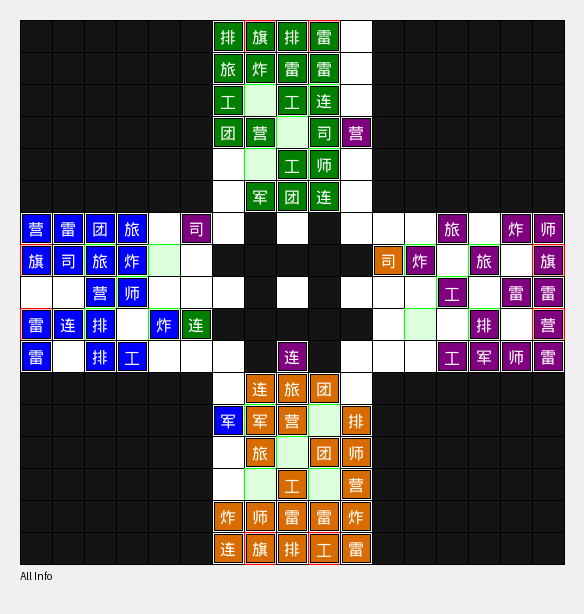 排 旗 排 雷
旅 炸 雷 雷
工 工 连
团 营 司 营
工 师
军 团 连
营 雷 团 旅 司 旅 炸 师
旗 司 旅 炸 司 炸 旅 旗
营 师 工 雷 雷
雷 连 排 炸 连 排 营
雷 排 工 连 工 军 师 雷
连 旅 团
军 军 营 排
旅 团 师
工 营
炸 师 雷 雷 炸
连 旗 排 工 雷
All Info